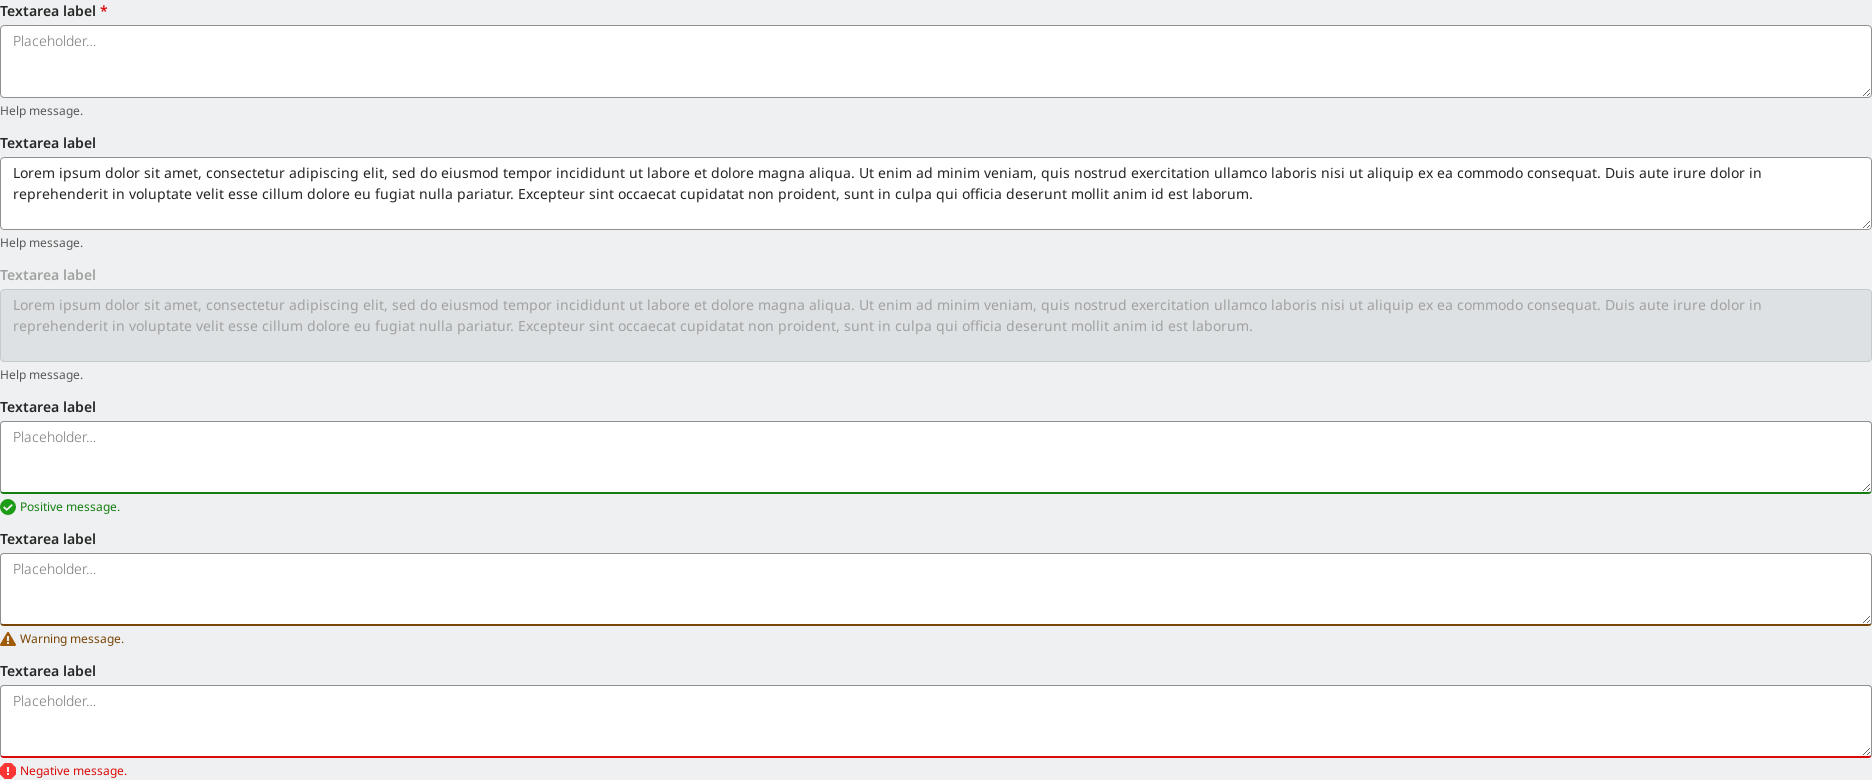 Textarea label *
Placeholder...
Help message.
Textarea label
Lorem ipsum dolor sit amet, consectetur adipiscing elit, sed do eiusmod tempor incididunt ut labore et dolore magna aliqua. Ut enim ad minim veniam, quis nostrud exercitation ullamco laboris nisi ut aliquip ex ea commodo consequat. Duis aute irure dolor in
reprehenderit in voluptate velit esse cillum dolore eu fugiat nulla pariatur. Excepteur sint occaecat cupidatat non proident, sunt in culpa qui officia deserunt mollit anim id est laborum.
Help message.
Textarea label
Lorem ipsum dolor sit amet, consectetur adipiscing elit, sed do eiusmod tempor incididunt ut labore et dolore magna aliqua. Ut enim ad minim veniam, quis nostrud exercitation ullamco laboris nisi ut aliquip ex ea commodo consequat. Duis aute irure dolor in
reprehenderit in voluptate velit esse cillum dolore eu fugiat nulla pariatur. Excepteur sint occaecat cupidatat non proident, sunt in culpa qui officia deserunt mollit anim id est laborum.
Help message.
Textarea label
Placeholder...
Positive message.
Textarea label
Placeholder...
Warning message.
Textarea label
Placeholder...
Negative message.